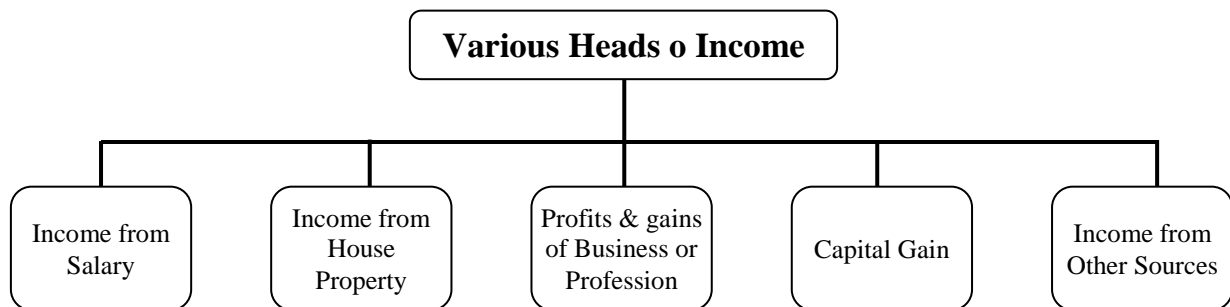 Various Heads o Income
Income from
Salary
Income from
House
Property
Profits & gains
of Business or
Profession
Capital Gain
Income from
Other Sources